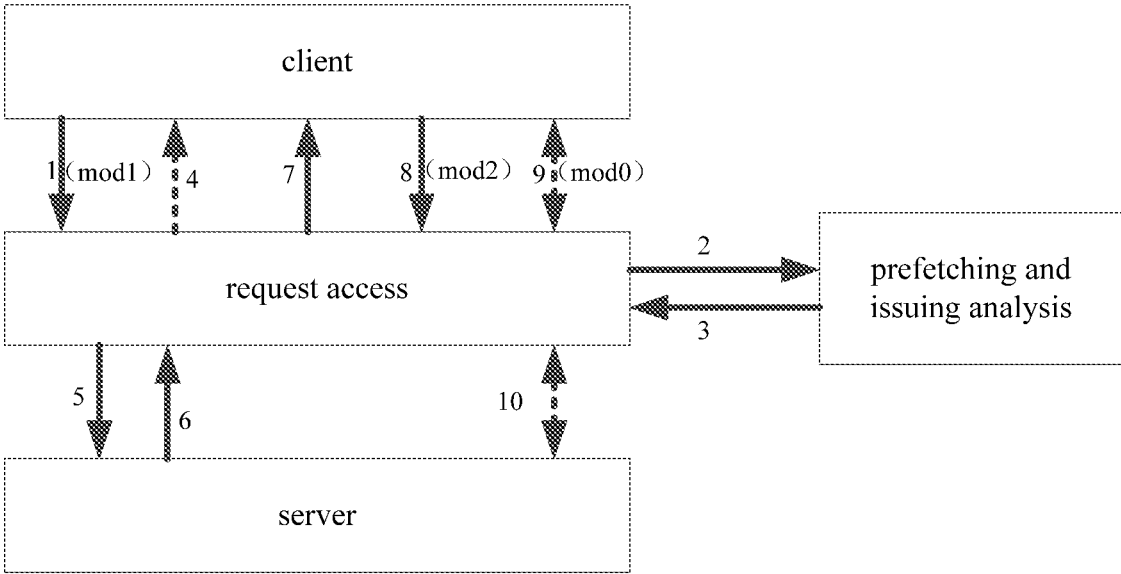 client
1（mod1） 4 7 8（mod2） 9（mod0）
2
request access
prefetching and
issuing analysis
3
5 6 10
server